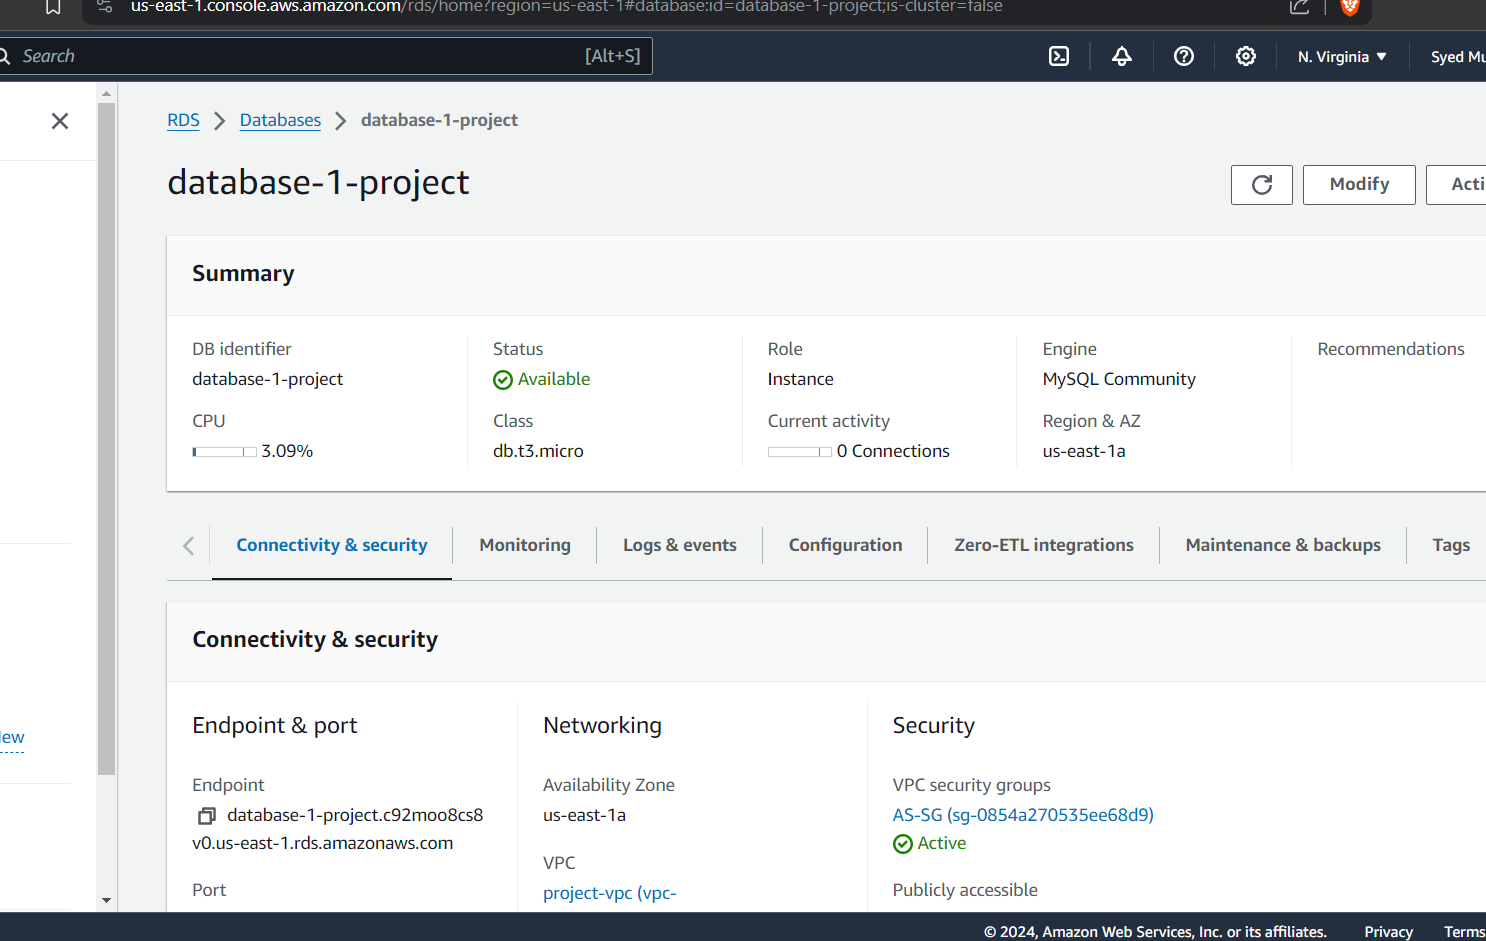 us-east-1.console.aws.amazon.com/rds/home?region=us-east-1#database:id=database-1-project;is-cluster=false
Search [Alt+S] N. Virginia Syed Mu
RDS Databases database-1-project
database-1-project
Modify Acti
Summary
DB identifier Status Role Engine Recommendations
database-1-project Available Instance MySQL Community
CPU Class Current activity Region & AZ
3.09% db.t3.micro 0 Connections us-east-1a
Connectivity & security Monitoring Logs & events Configuration Zero-ETL integrations Maintenance & backups Tags
Connectivity & security
Endpoint & port Networking Security
ew
Endpoint Availability Zone VPC security groups
database-1-project.c92moo8cs8 us-east-1a AS-SG (sg-0854a270535ee68d9)
v0.us-east-1.rds.amazonaws.com Active
VPC
Port project-vpc (vpc- Publicly accessible
© 2024, Amazon Web Services, Inc. or its affiliates. Privacy Terms